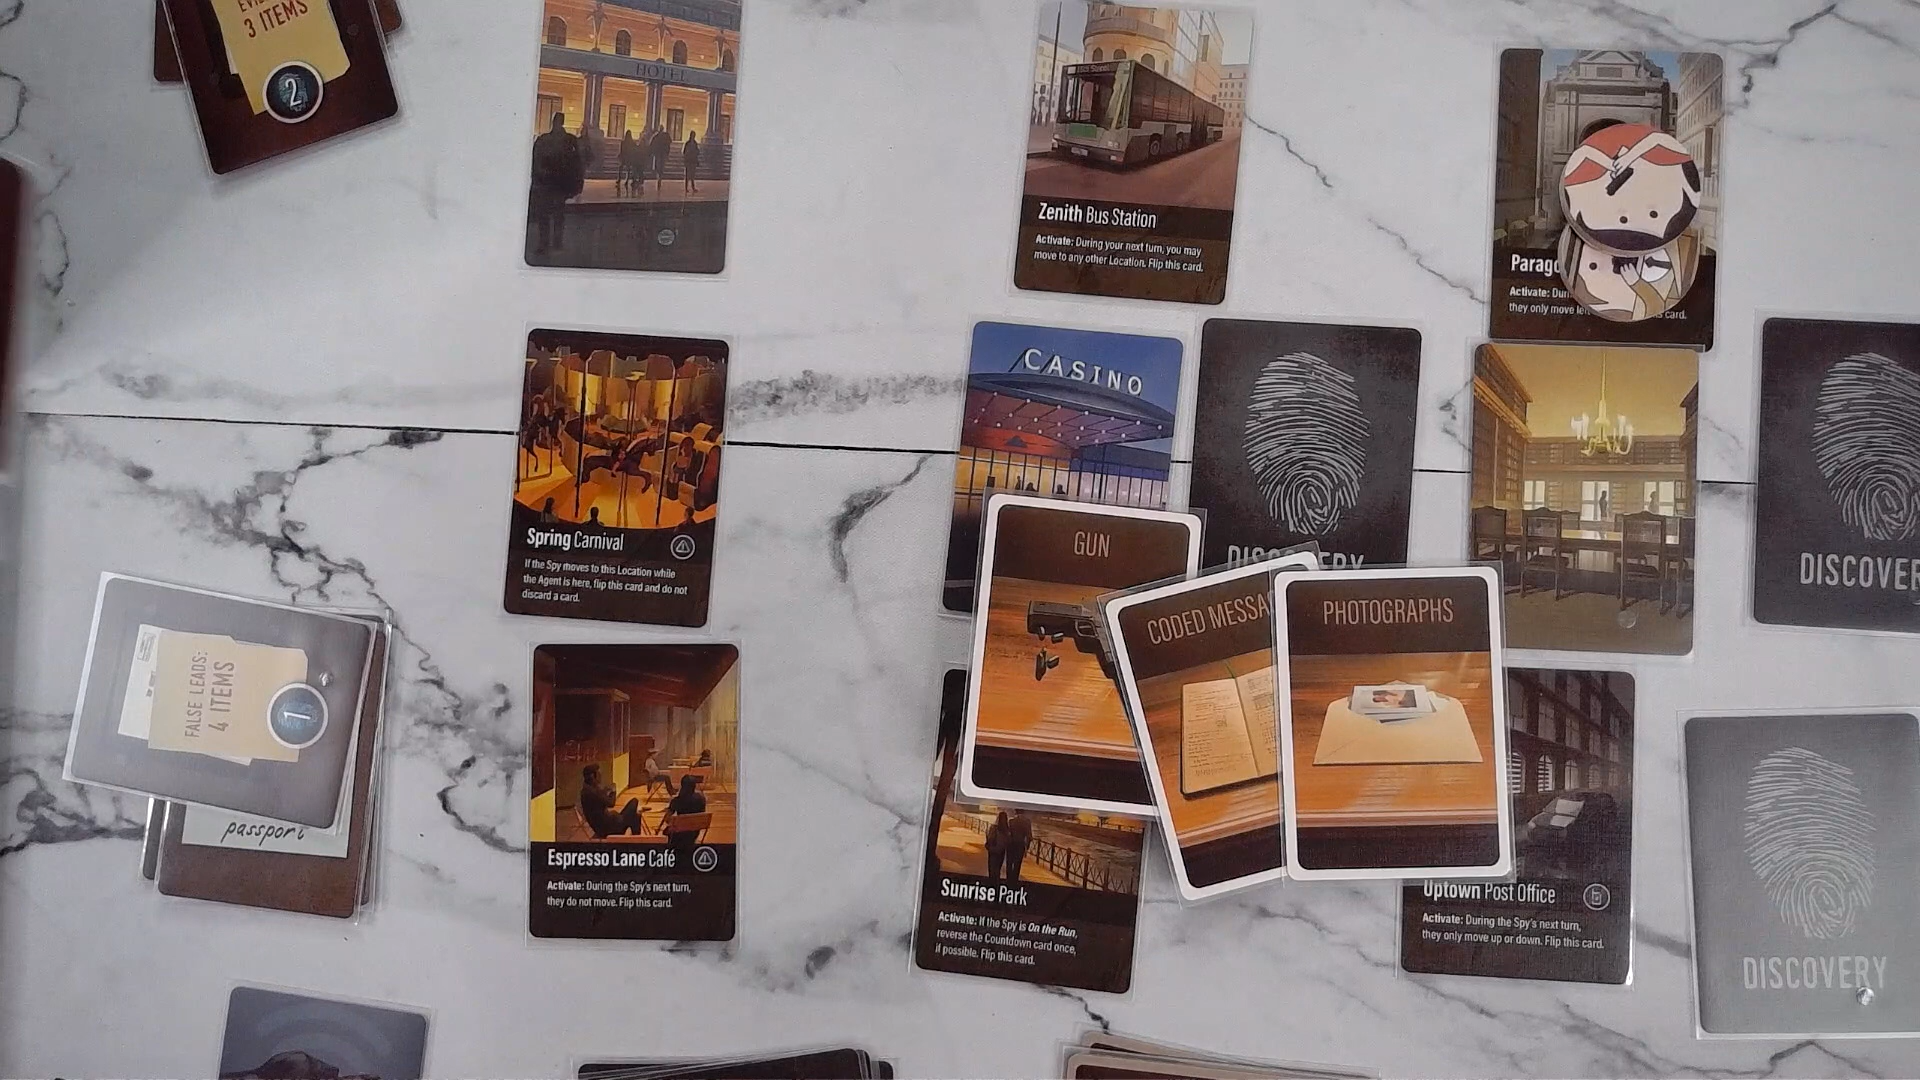 3 ITEMS
2
HOTEL
Zenith Bus Station
Activate: During your next turn, you may
move to any other Location. Flip this card.
Activate:
they only move
card.
Spring Carnival
If the Spy moves to this Location while
the Agent is here, flip this card and do not
discard a card.
CASINO
DISCOVERY
DISCOVER
GUN
CODED MESSA
PHOTOGRAPHS
FALSE LEADS:
4 ITEMS
1
passport
Espresso Lane Café
Activate: During the Spy's next turn,
they do not move. Flip this card.
Sunrise Park
Activate: If the Spy is On the Run,
reverse the Countdown card once,
if possible. Flip this card.
Uptown Post Office
Activate: During the Spy's next turn,
they only move up or down. Flip this card.
DISCOVERY